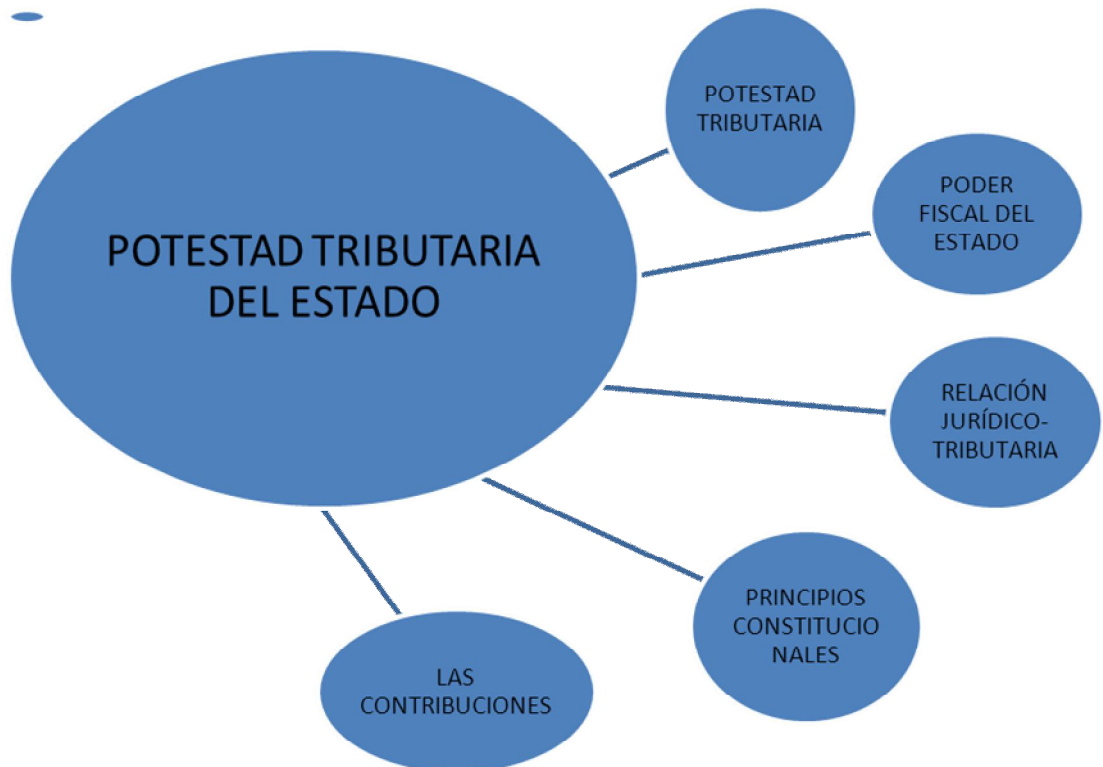 POTESTAD TRIBUTARIA
DEL ESTADO
POTESTAD
TRIBUTARIA
PODER
FISCAL DEL
ESTADO
RELACIÓN
JURÍDICO-
TRIBUTARIA
PRINCIPIOS
CONSTITUCIO
NALES
LAS
CONTRIBUCIONES